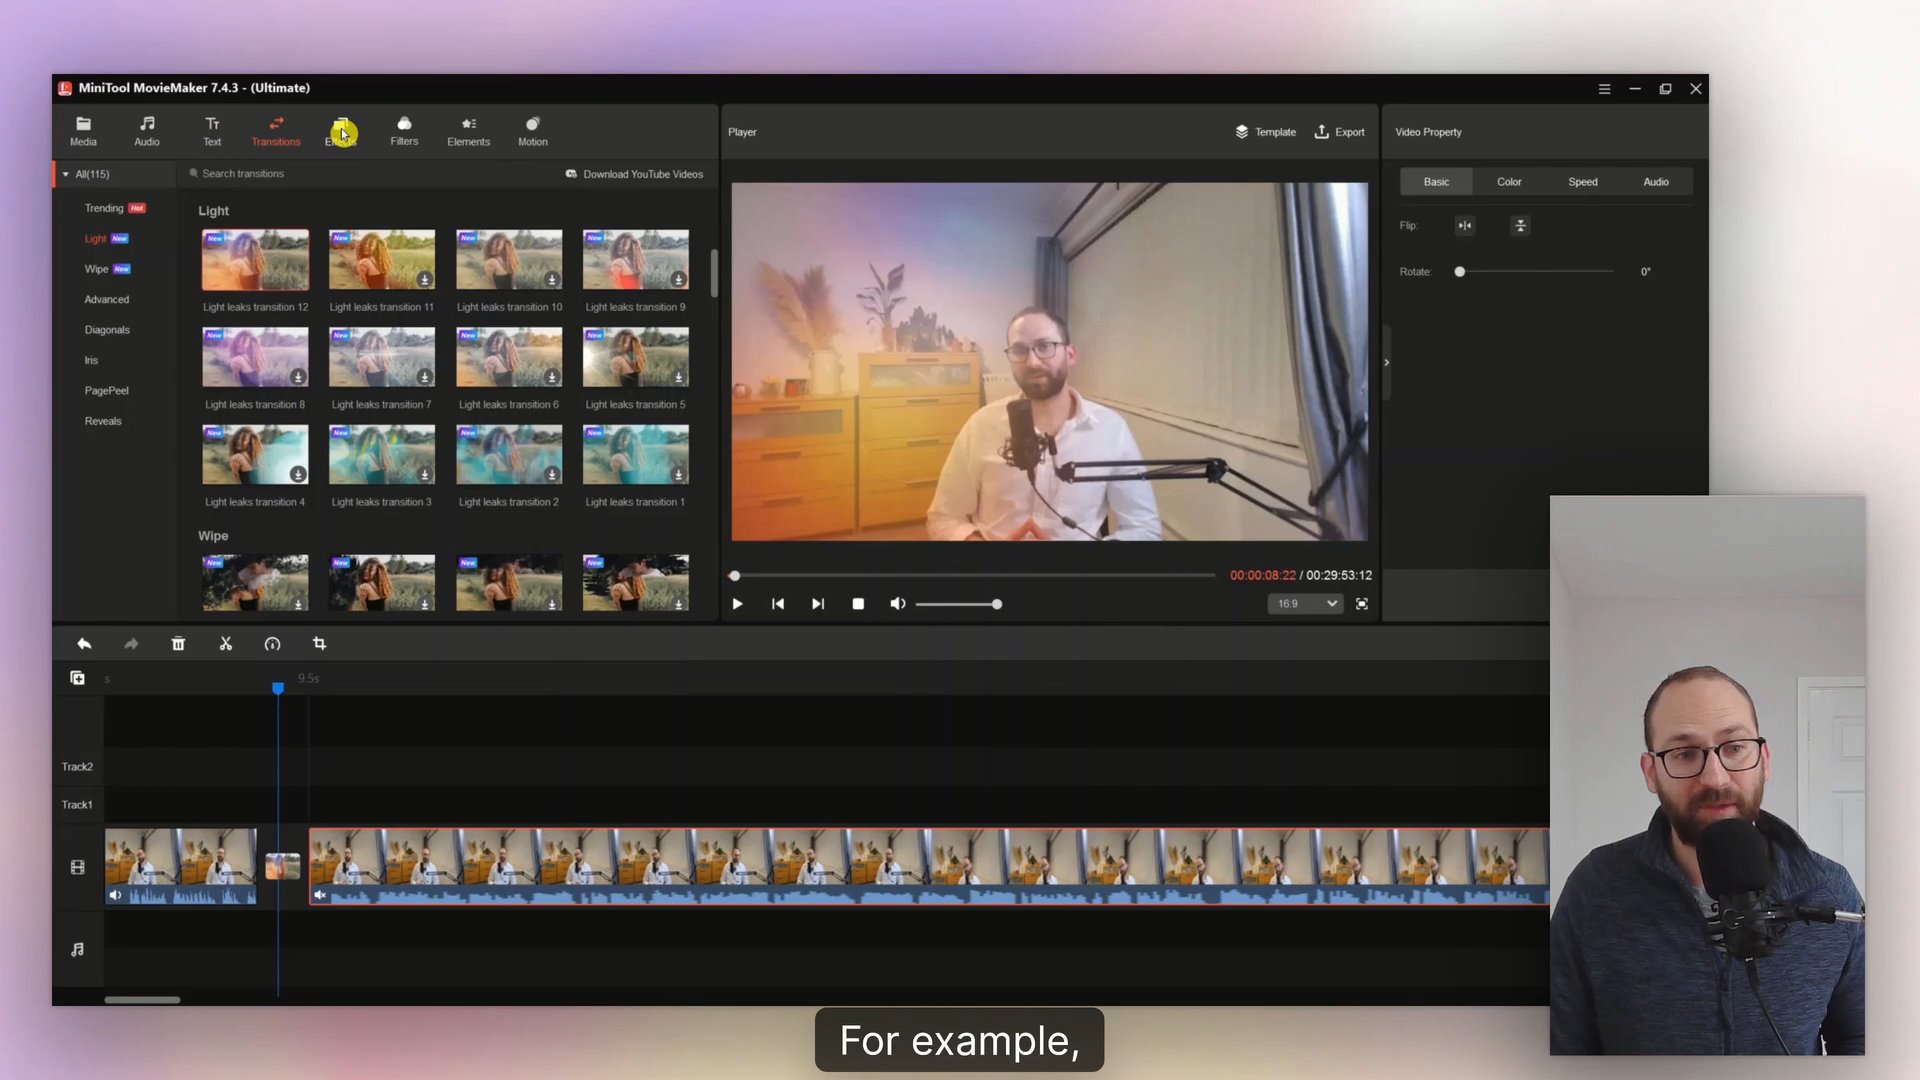 MiniTool MovieMaker 7.4.3 - (Ultimate)
Media
Audio
Text
Transitions
Effects
Filters
Elements
Motion
Player
Template
Export
Video Property
All(115)
Search transitions
Download YouTube Videos
Basic
Color
Speed
Audio
Trending Hot
Light New
Wipe New
Advanced
Diagonals
Iris
PagePeel
Reveals
Light
New
New
New
New
Light leaks transition 12
Light leaks transition 11
Light leaks transition 10
Light leaks transition 9
New
New
New
New
Light leaks transition 8
Light leaks transition 7
Light leaks transition 6
Light leaks transition 5
New
New
New
New
Light leaks transition 4
Light leaks transition 3
Light leaks transition 2
Light leaks transition 1
Wipe
New
New
New
New
Flip:
Rotate:
0°
00:00:08:22 / 00:29:53:12
16:9
s
9.5s
Track2
Track1
For example,